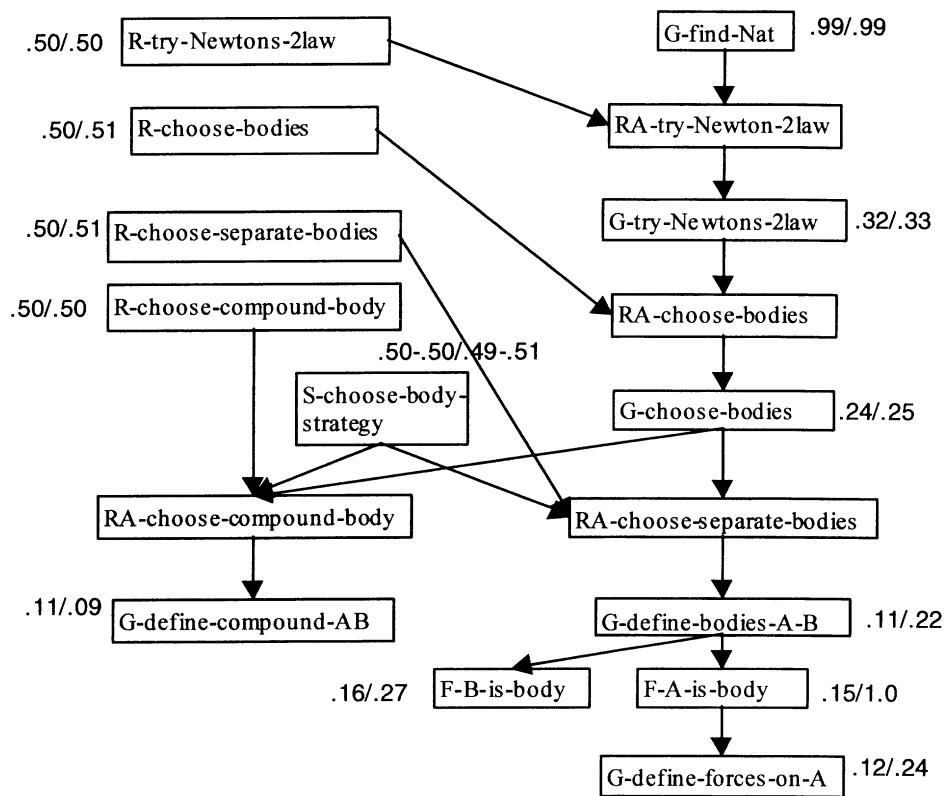 .50/.50 R-try-Newtons-2law G-find-Nat .99/.99
.50/.51 R-choose-bodies RA-try-Newton-2law
.50/.51 R-choose-separate-bodies G-try-Newtons-2law .32/.33
.50/.50 R-choose-compound-body RA-choose-bodies
.50-.50/.49-.51
S-choose-body-
strategy
G-choose-bodies .24/.25
RA-choose-compound-body RA-choose-separate-bodies
.11/.09 G-define-compound-AB G-define-bodies-A-B .11/.22
.16/.27 F-B-is-body F-A-is-body .15/1.0
G-define-forces-on-A .12/.24